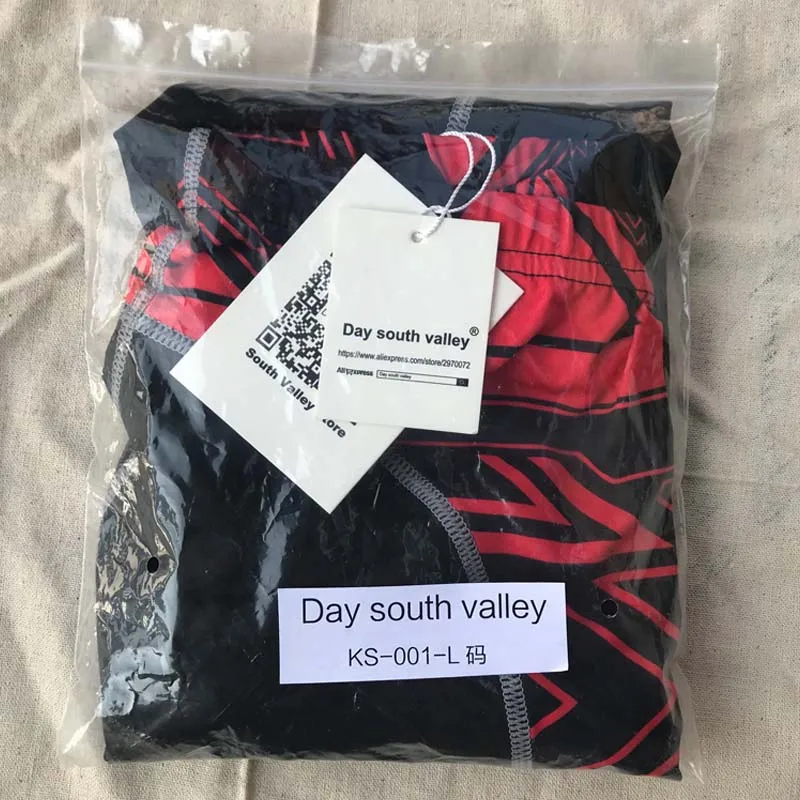 South Valley Store
Day south valley®
https://www.aliexpress.com/store/2970072
AliExpress Day south valley
Day south valley
KS-001-L 码